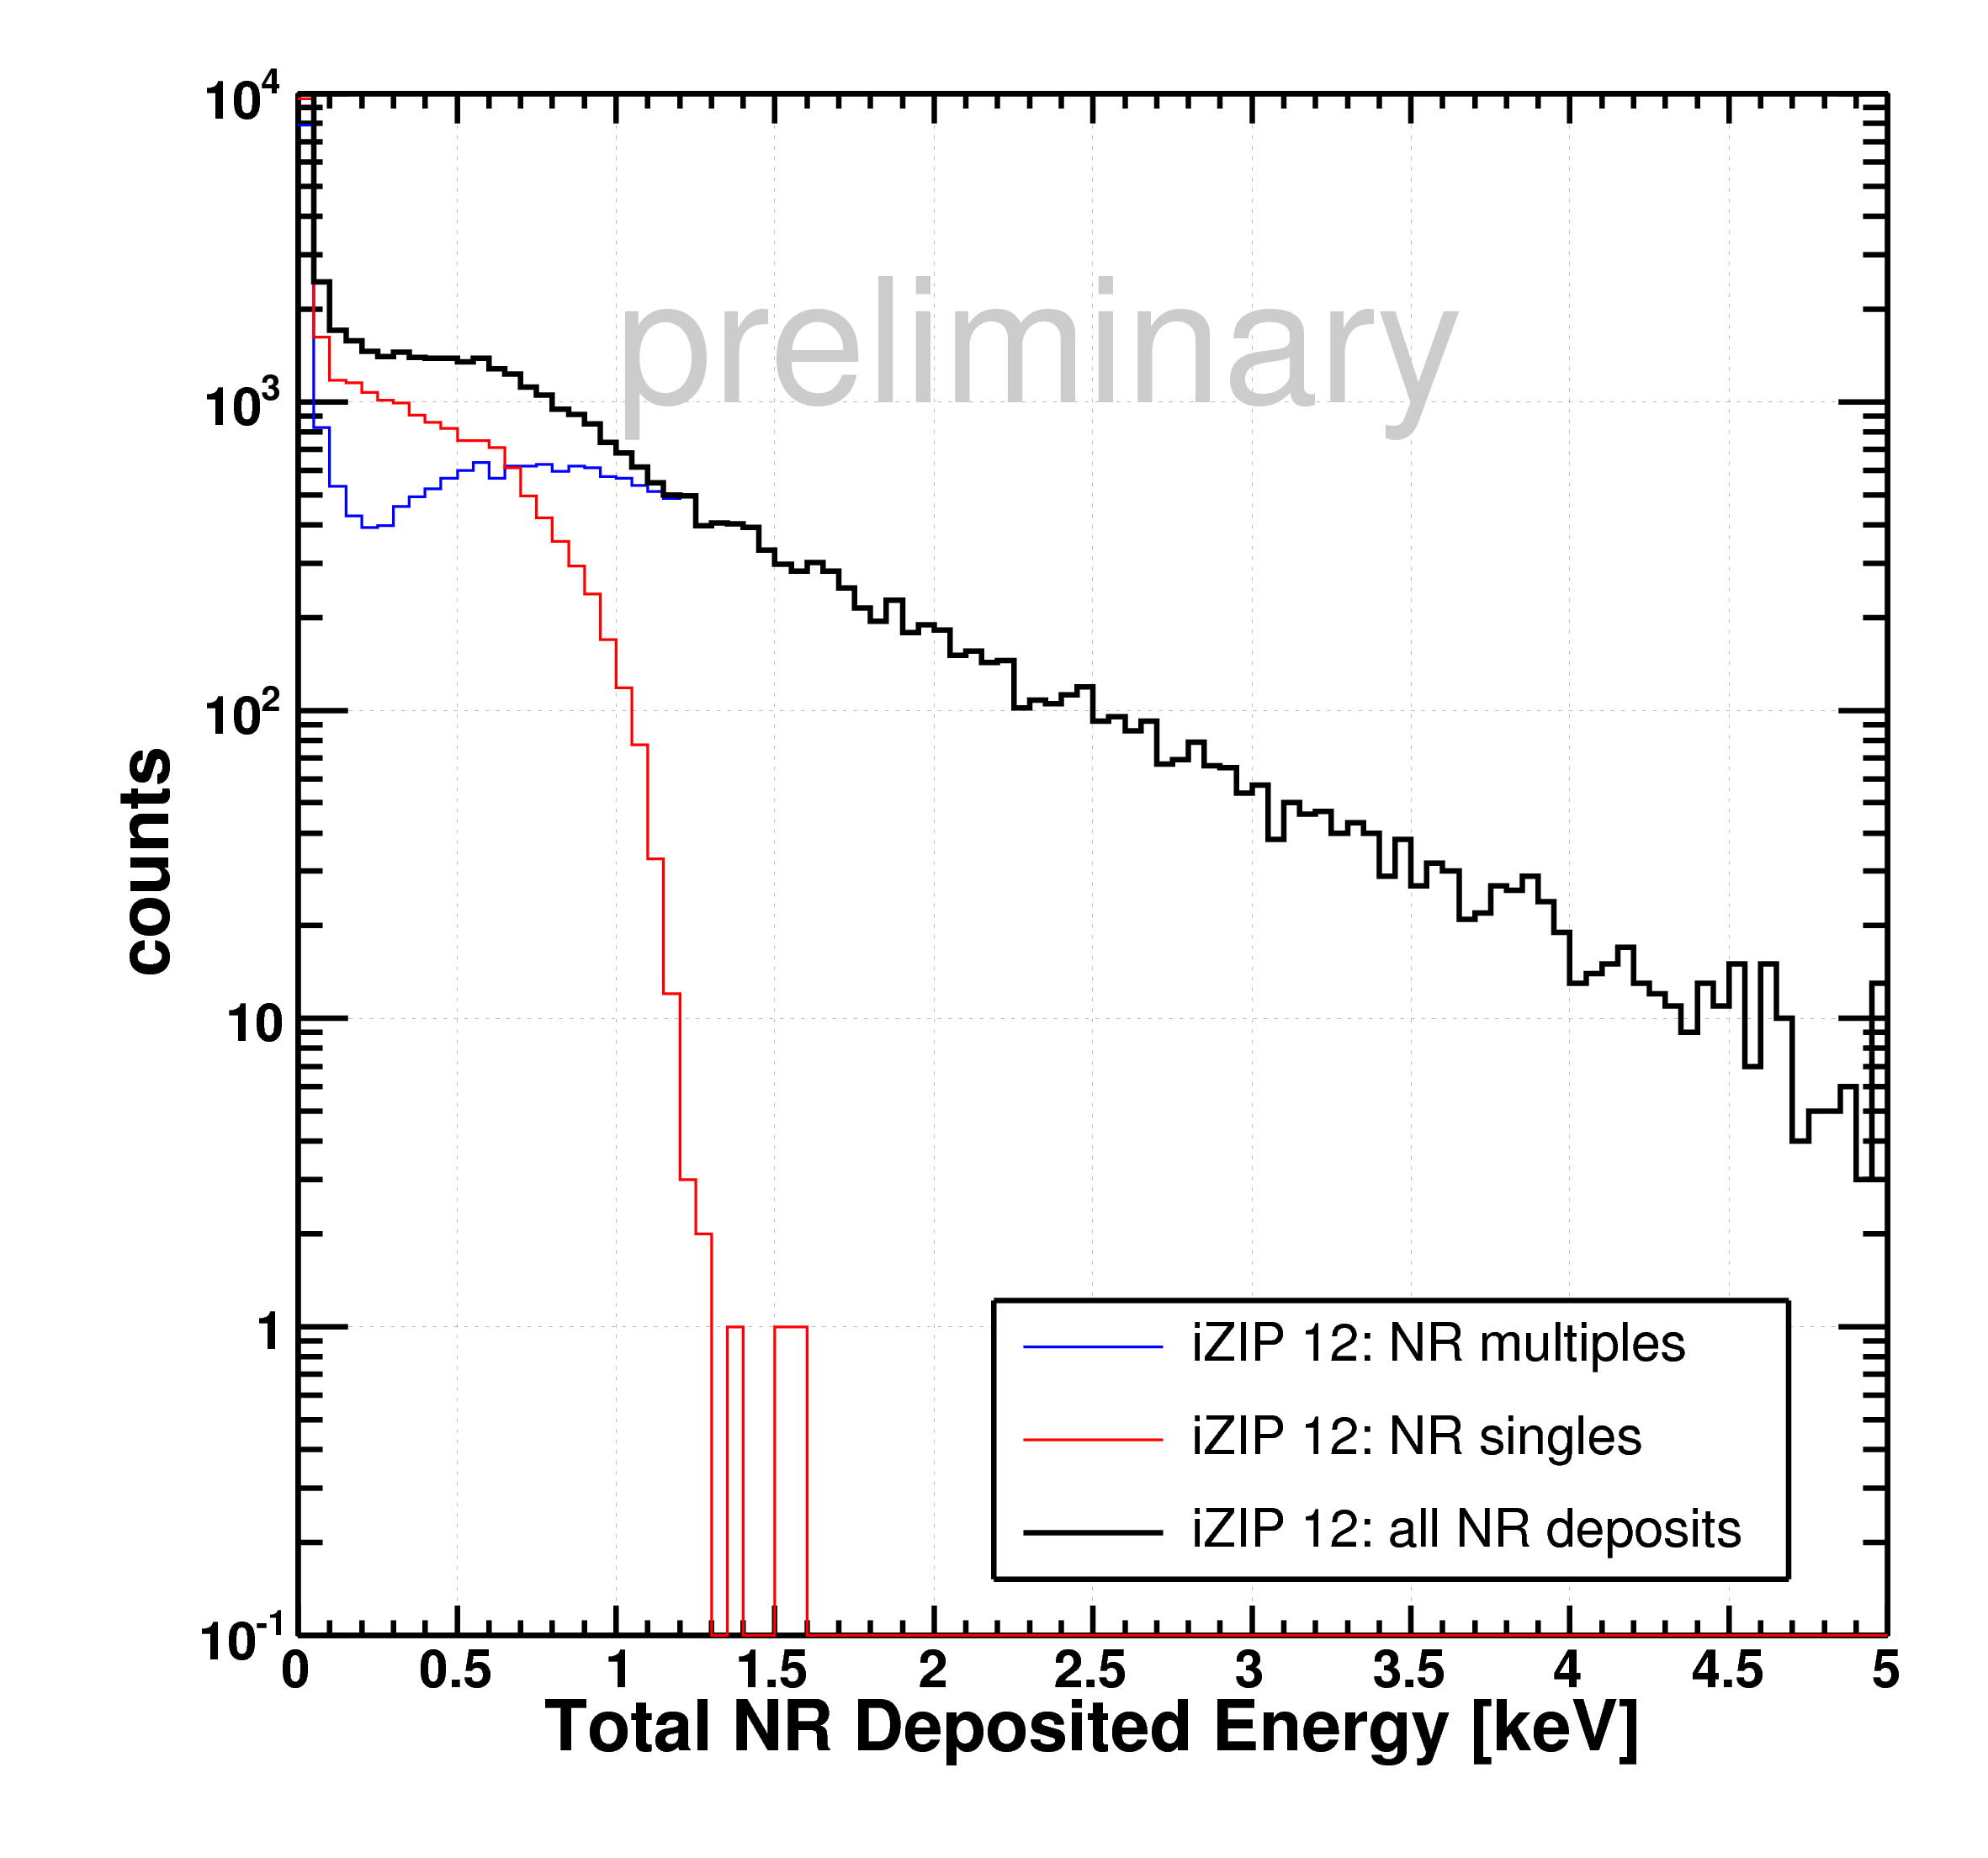 10^4
10^3
10^2
10
1
10^-1
counts
preliminary
iZIP 12: NR multiples
iZIP 12: NR singles
iZIP 12: all NR deposits
0 0.5 1 1.5 2 2.5 3 3.5 4 4.5 5
Total NR Deposited Energy [keV]